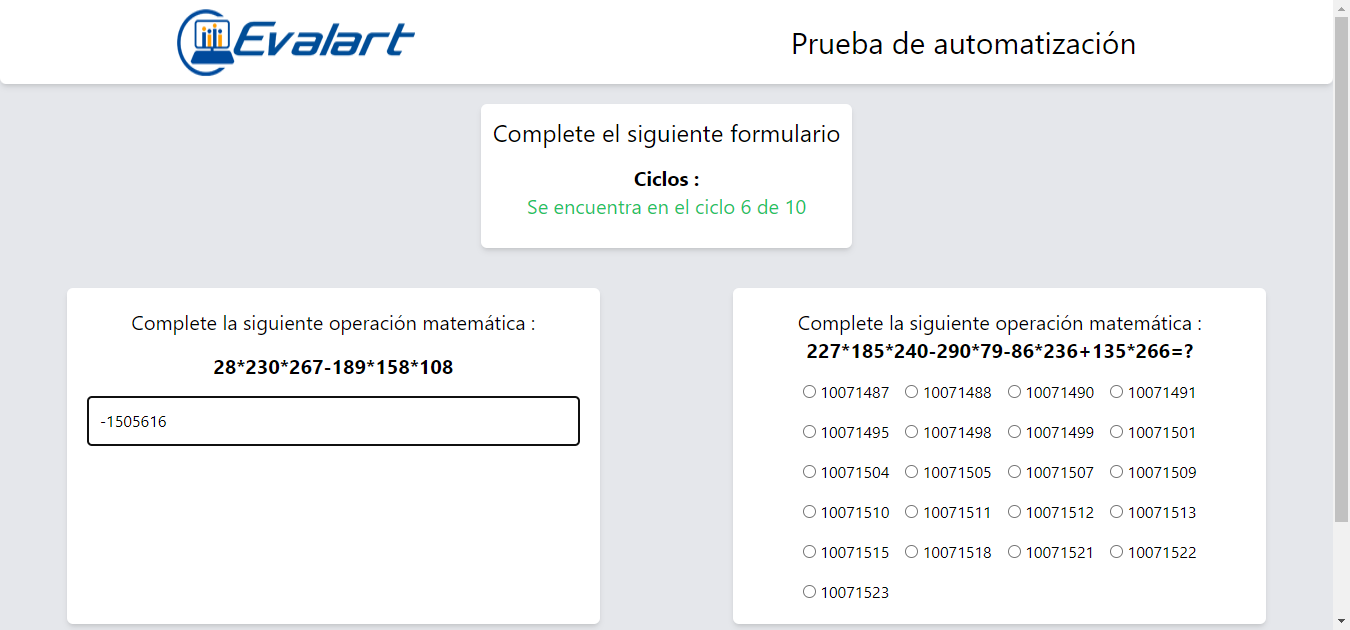 Evalart
Prueba de automatización
Complete el siguiente formulario
Ciclos :
Se encuentra en el ciclo 6 de 10
Complete la siguiente operación matemática :
28*230*267-189*158*108
-1505616
Complete la siguiente operación matemática :
227*185*240-290*79-86*236+135*266=?
10071487 10071488 10071490 10071491
10071495 10071498 10071499 10071501
10071504 10071505 10071507 10071509
10071510 10071511 10071512 10071513
10071515 10071518 10071521 10071522
10071523